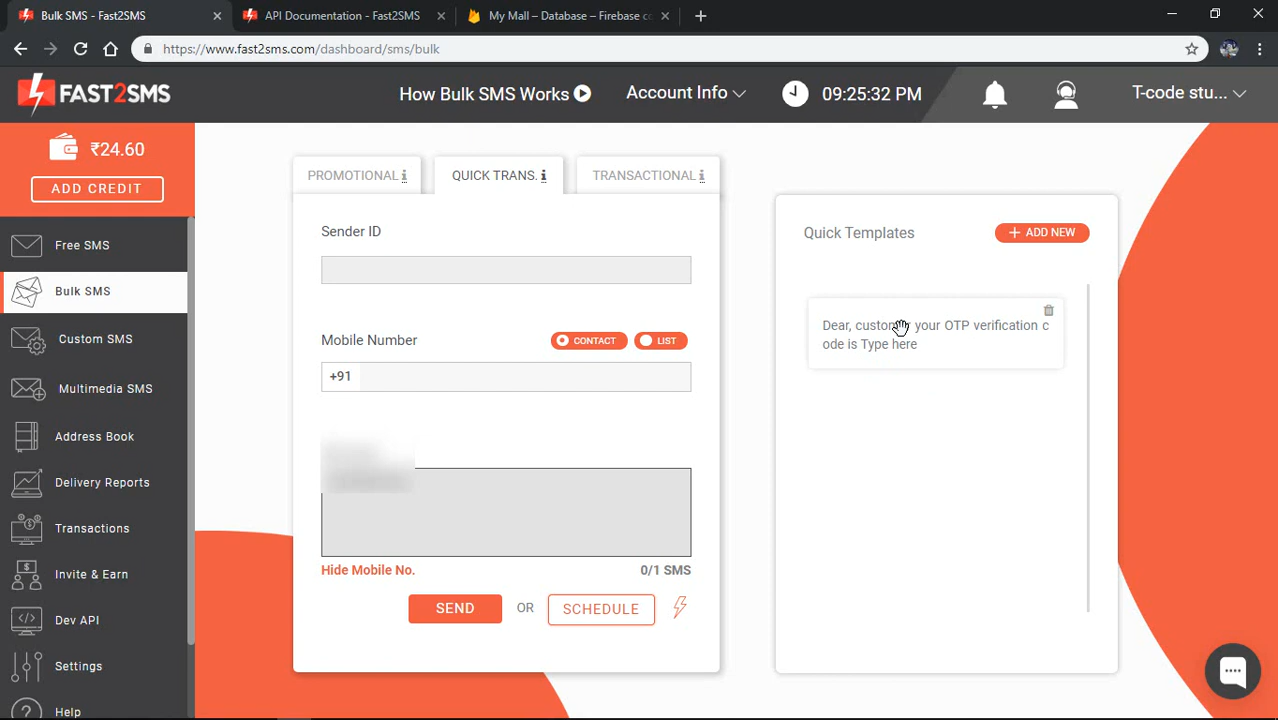 Bulk SMS - Fast2SMS
API Documentation - Fast2SMS
My Mall – Database – Firebase co
https://www.fast2sms.com/dashboard/sms/bulk
FAST2SMS
How Bulk SMS Works
Account Info
09:25:32 PM
T-code stu...
₹24.60
ADD CREDIT
Free SMS
Bulk SMS
Custom SMS
Multimedia SMS
Address Book
Delivery Reports
Transactions
Invite & Earn
Dev API
Settings
Help
PROMOTIONAL
QUICK TRANS.
TRANSACTIONAL
Sender ID
Mobile Number
CONTACT
LIST
+91
Hide Mobile No.
0/1 SMS
SEND
OR
SCHEDULE
Quick Templates
+ ADD NEW
Dear, customer your OTP verification c
ode is Type here